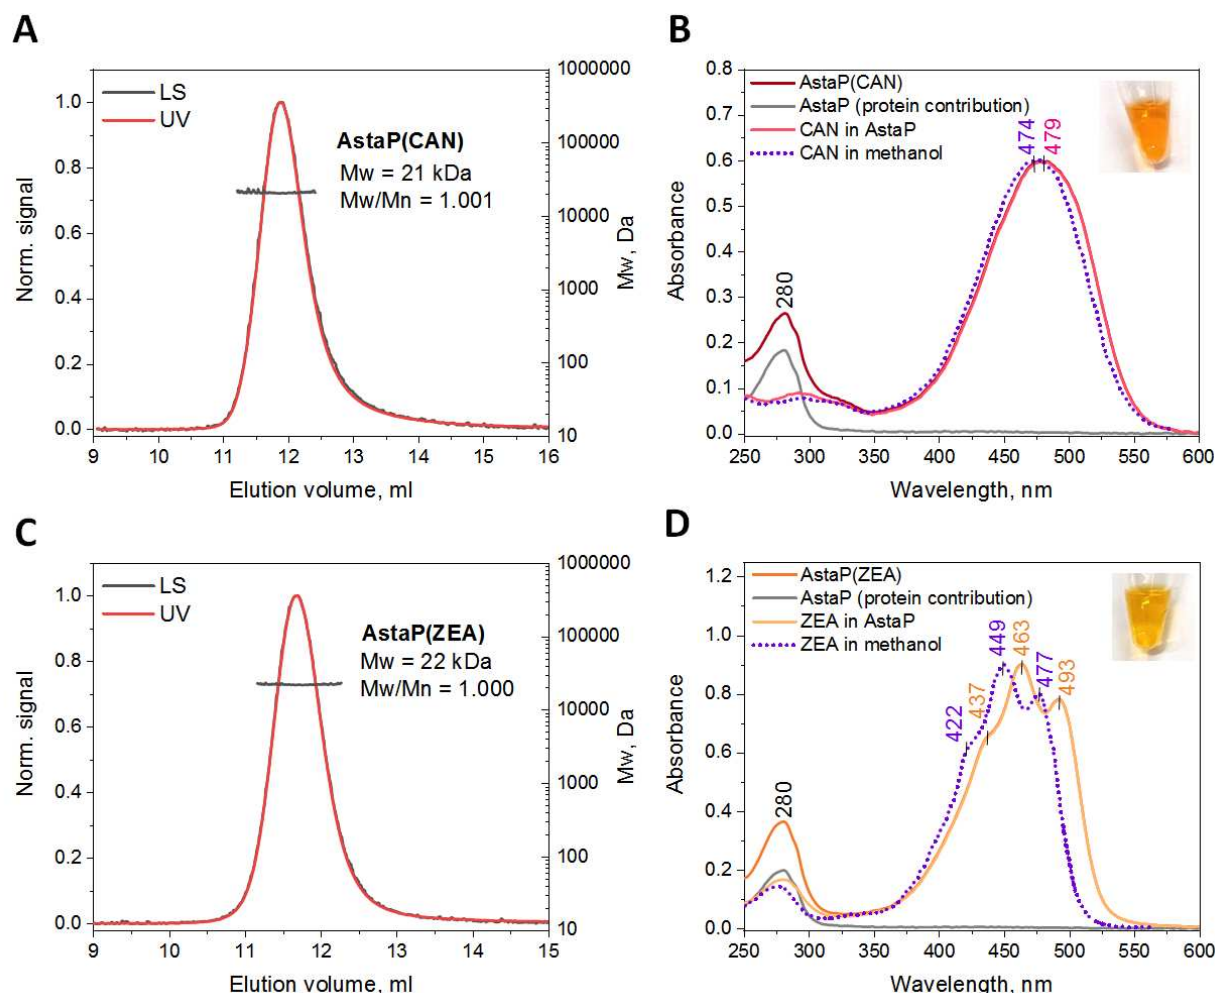 A
LS
UV
AstaP(CAN)
Mw = 21 kDa
Mw/Mn = 1.001
Norm. signal
1.0
0.8
0.6
0.4
0.2
0.0
1000000
100000
10000
1000
100
10
Mw, Da
9 10 11 12 13 14 15 16
Elution volume, ml
B
AstaP(CAN)
AstaP (protein contribution)
CAN in AstaP
CAN in methanol
474
479
280
Absorbance
0.8
0.7
0.6
0.5
0.4
0.3
0.2
0.1
0.0
250 300 350 400 450 500 550 600
Wavelength, nm
C
LS
UV
AstaP(ZEA)
Mw = 22 kDa
Mw/Mn = 1.000
Norm. signal
1.0
0.8
0.6
0.4
0.2
0.0
1000000
100000
10000
1000
100
10
Mw, Da
9 10 11 12 13 14 15
Elution volume, ml
D
AstaP(ZEA)
AstaP (protein contribution)
ZEA in AstaP
ZEA in methanol
422
437
449
463
477
493
280
Absorbance
1.2
1.0
0.8
0.6
0.4
0.2
0.0
250 300 350 400 450 500 550 600
Wavelength, nm